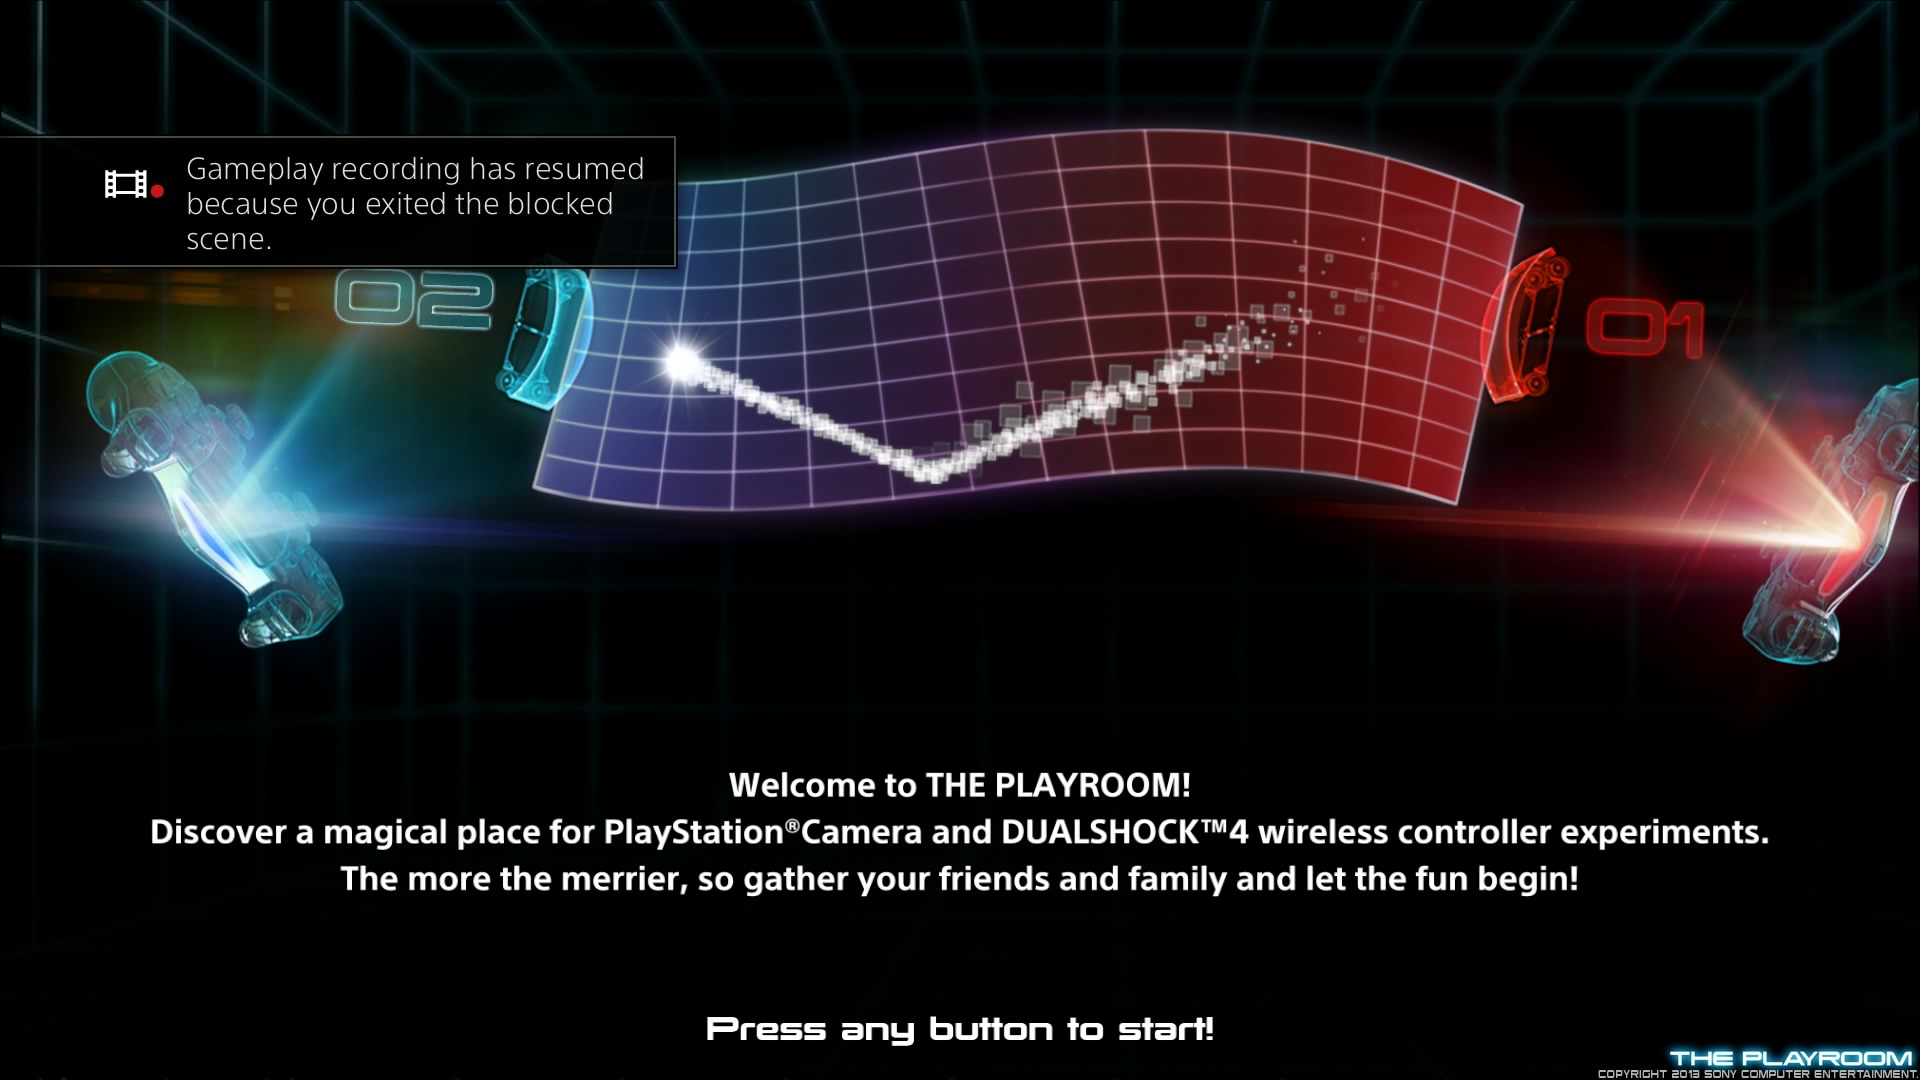 Gameplay recording has resumed
because you exited the blocked
scene.
02
01
Welcome to THE PLAYROOM!
Discover a magical place for PlayStation®Camera and DUALSHOCK™4 wireless controller experiments.
The more the merrier, so gather your friends and family and let the fun begin!
Press any button to start!
THE PLAYROOM
COPYRIGHT 2013 SONY COMPUTER ENTERTAINMENT.